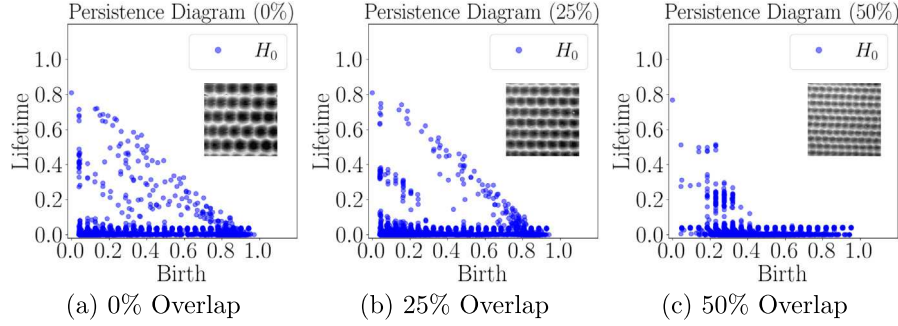 Persistence Diagram (0%)
H₀
1.0
0.8
0.6
0.4
0.2
0.0
Lifetime
0.0 0.2 0.4 0.6 0.8 1.0
Birth
(a) 0% Overlap
Persistence Diagram (25%)
H₀
1.0
0.8
0.6
0.4
0.2
0.0
Lifetime
0.0 0.2 0.4 0.6 0.8 1.0
Birth
(b) 25% Overlap
Persistence Diagram (50%)
H₀
1.0
0.8
0.6
0.4
0.2
0.0
Lifetime
0.0 0.2 0.4 0.6 0.8 1.0
Birth
(c) 50% Overlap